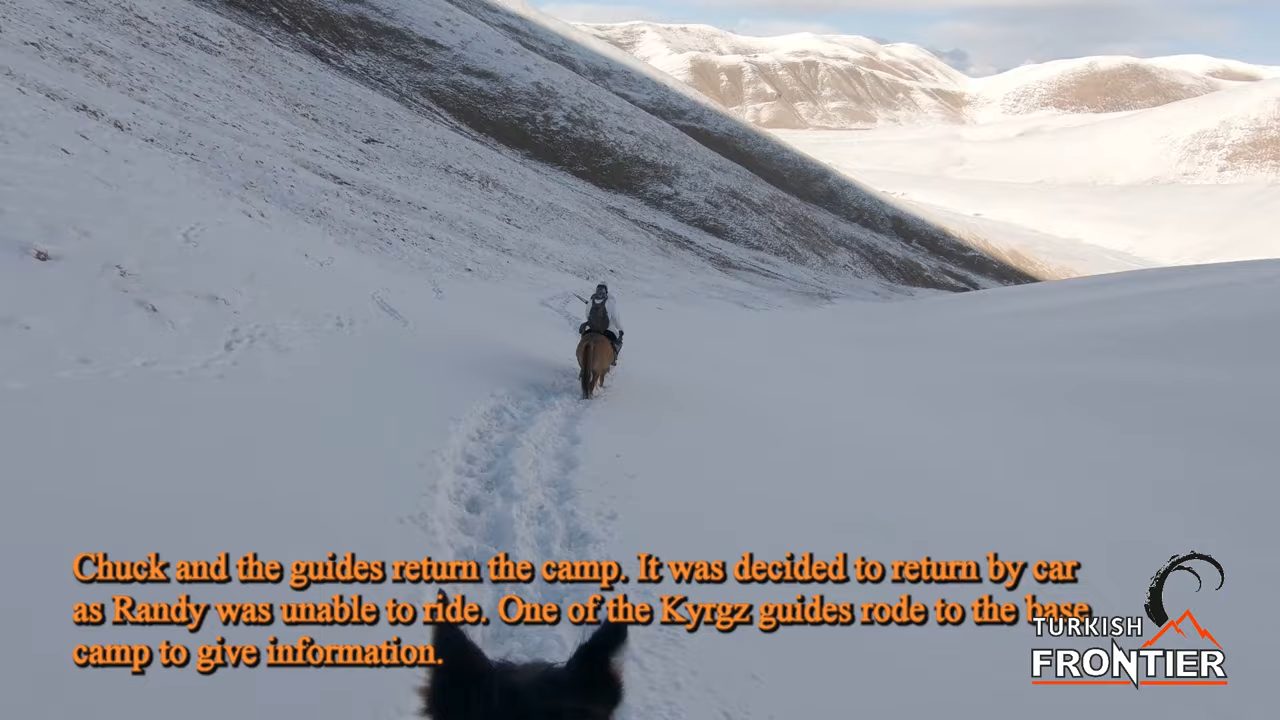 Chuck and the guides return the camp. It was decided to return by car
as Randy was unable to ride. One of the Kyrgz guides rode to the base
camp to give information.
TURKISH
FRONTIER